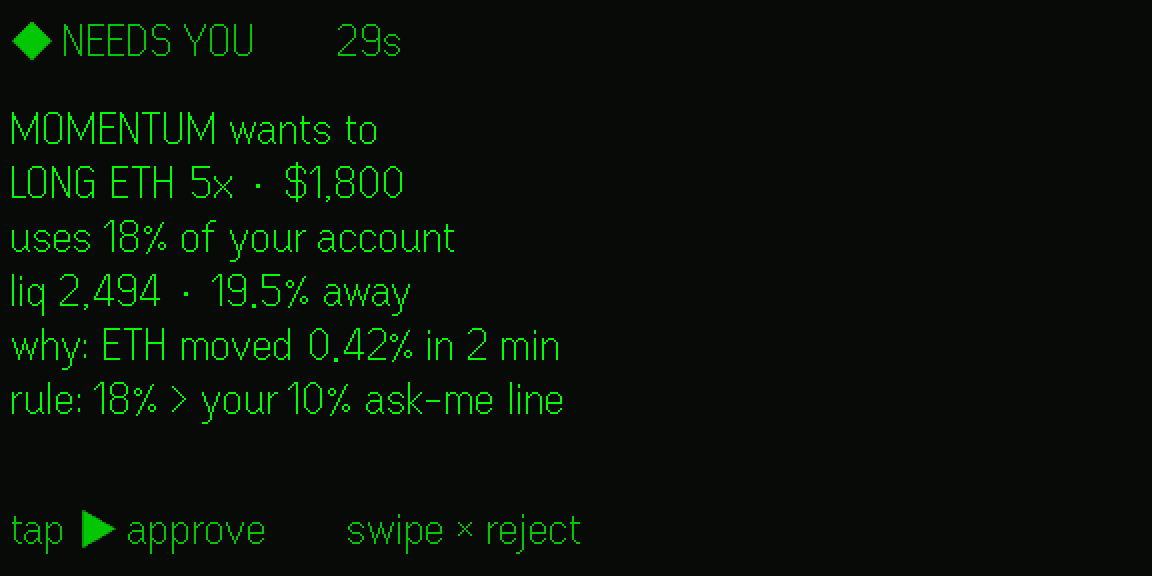 ◆ NEEDS YOU 29s
MOMENTUM wants to
LONG ETH 5x · $1,800
uses 18% of your account
liq 2,494 · 19.5% away
why: ETH moved 0.42% in 2 min
rule: 18% > your 10% ask-me line
tap ▶ approve swipe × reject